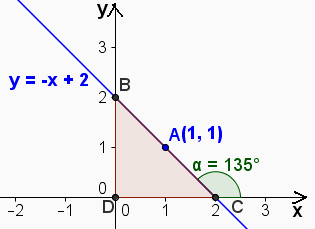 y
3
y = -x + 2
B
2
A(1, 1)
1
α = 135°
0
D
C
-2 -1 0 1 2 3 x